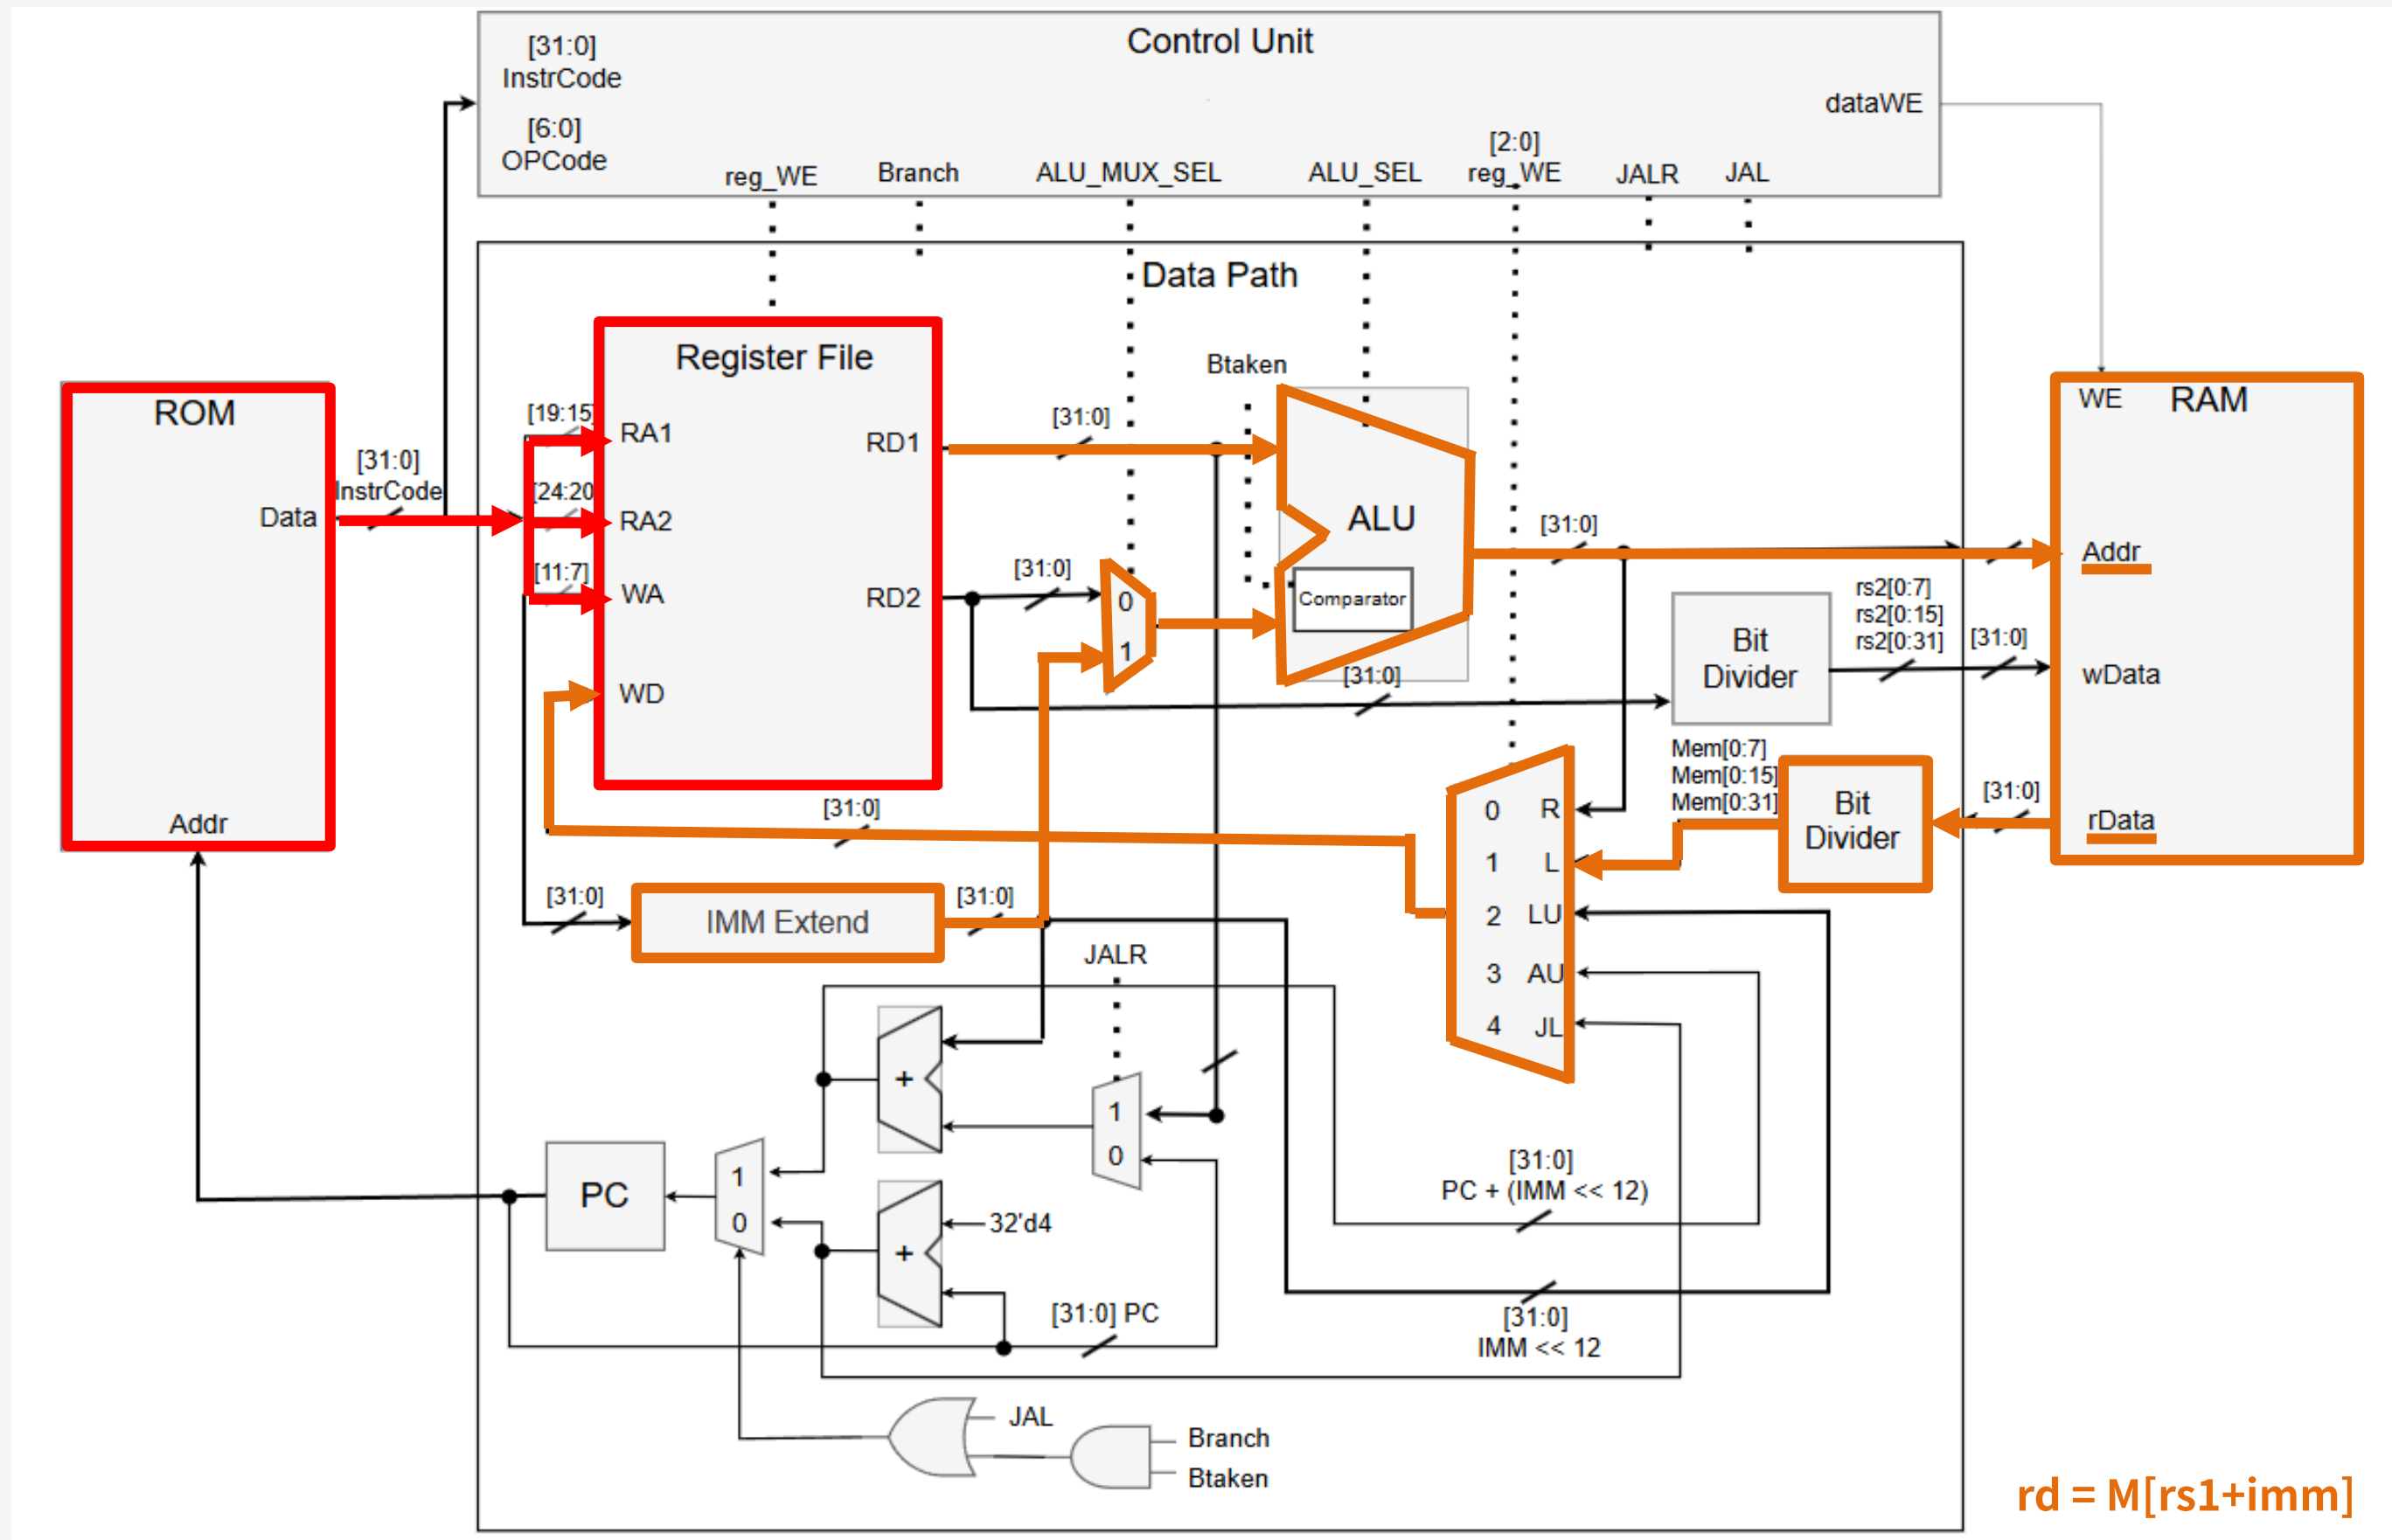 Control Unit
[31:0]
InstrCode
[6:0]
OPCode
dataWE
reg_WE
Branch
ALU_MUX_SEL
ALU_SEL
[2:0]
reg_WE
JALR
JAL
Data Path
ROM
Data
Addr
[31:0]
InstrCode
[19:15]
[24:20
[11:7]
Register File
RA1
RA2
WA
WD
RD1
RD2
[31:0]
[31:0]
0
1
Btaken
ALU
Comparator
[31:0]
[31:0]
Bit
Divider
rs2[0:7]
rs2[0:15]
rs2[0:31]
[31:0]
WE
RAM
Addr
wData
rData
Mem[0:7]
Mem[0:15]
Mem[0:31]
Bit
Divider
[31:0]
0 R
1 L
2 LU
3 AU
4 JL
[31:0]
[31:0]
IMM Extend
[31:0]
JALR
+
1
0
PC
1
0
+
32'd4
[31:0] PC
[31:0]
PC + (IMM << 12)
[31:0]
IMM << 12
JAL
Branch
Btaken
rd = M[rs1+imm]